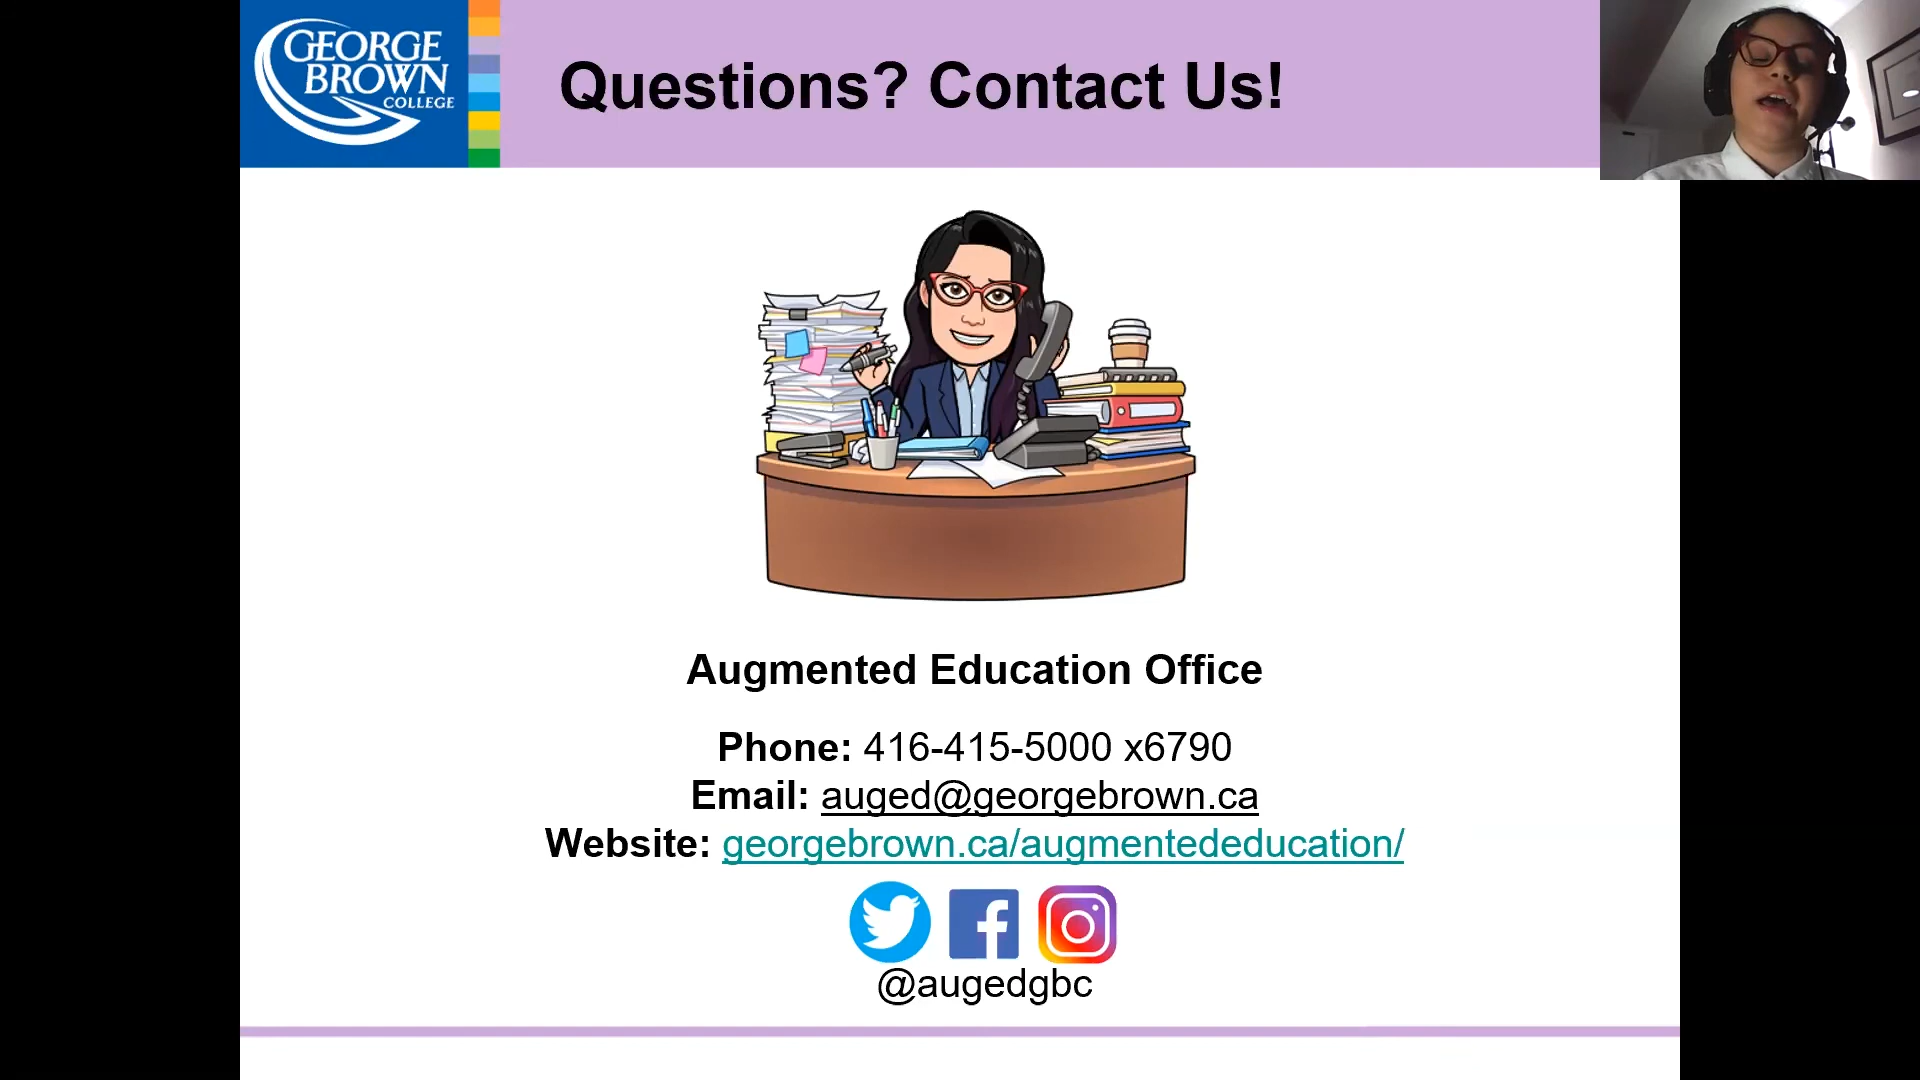 GEORGE
BROWN
COLLEGE
Questions? Contact Us!
Augmented Education Office
Phone: 416-415-5000 x6790
Email: auged@georgebrown.ca
Website: georgebrown.ca/augmentededucation/
@augedgbc